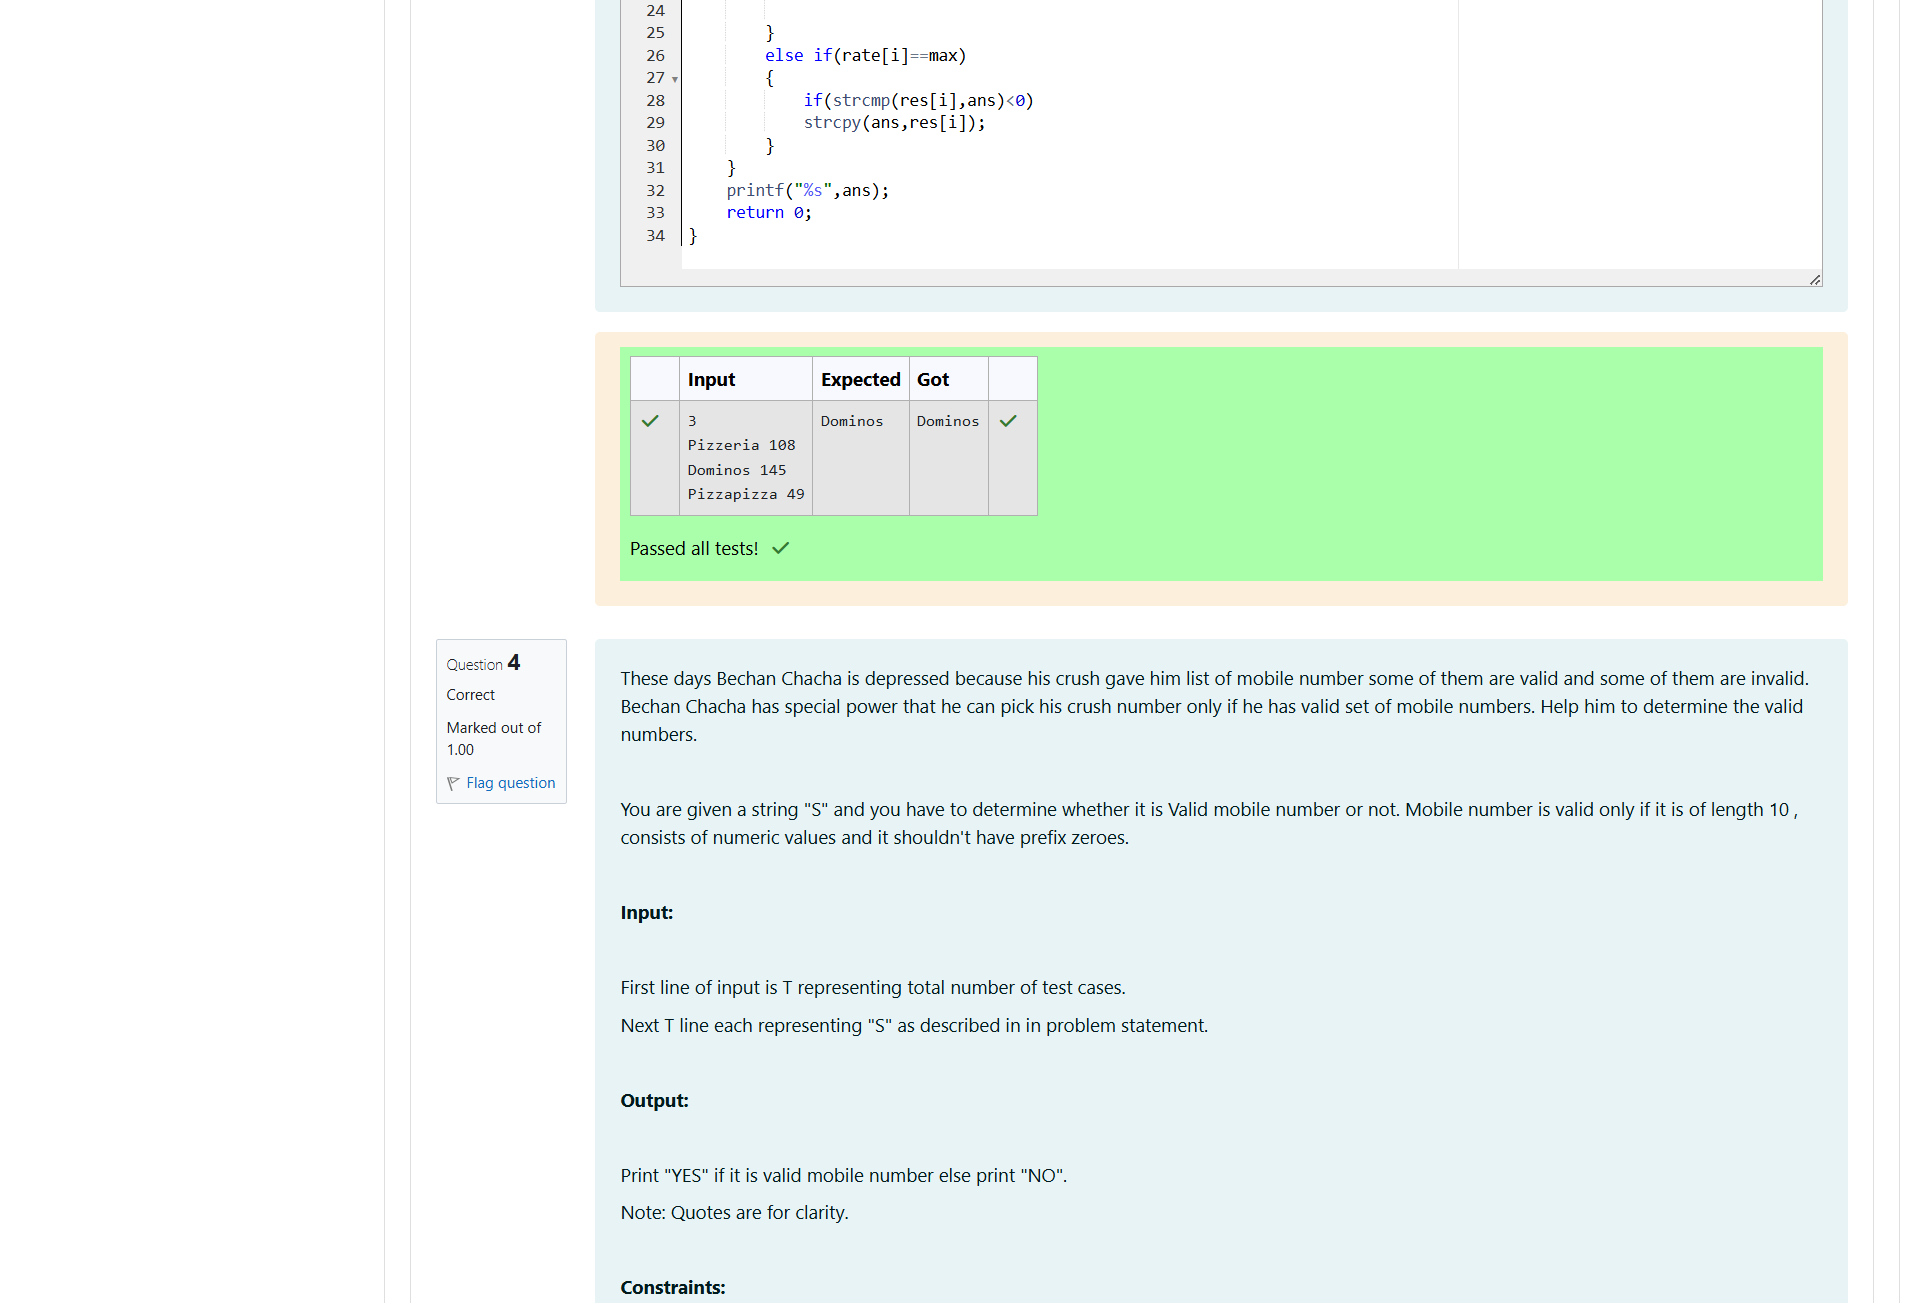 24
25 }
26 else if(rate[i]==max)
27 {
28 if(strcmp(res[i],ans)<0)
29 strcpy(ans,res[i]);
30 }
31 }
32 printf("%s",ans);
33 return 0;
34 }
Input Expected Got
3 Dominos Dominos
Pizzeria 108
Dominos 145
Pizzapizza 49
Passed all tests!
Question 4
Correct
Marked out of
1.00
Flag question
These days Bechan Chacha is depressed because his crush gave him list of mobile number some of them are valid and some of them are invalid.
Bechan Chacha has special power that he can pick his crush number only if he has valid set of mobile numbers. Help him to determine the valid
numbers.
You are given a string "S" and you have to determine whether it is Valid mobile number or not. Mobile number is valid only if it is of length 10 ,
consists of numeric values and it shouldn't have prefix zeroes.
Input:
First line of input is T representing total number of test cases.
Next T line each representing "S" as described in in problem statement.
Output:
Print "YES" if it is valid mobile number else print "NO".
Note: Quotes are for clarity.
Constraints: